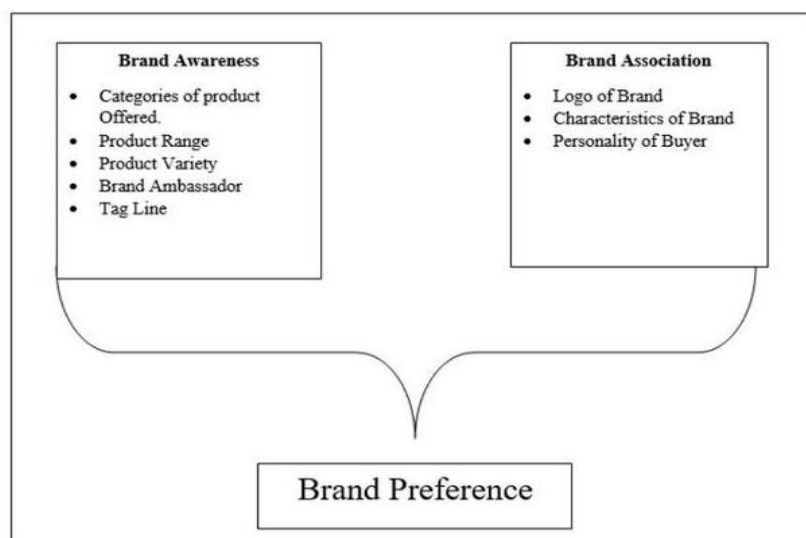 Brand Awareness
• Categories of product
Offered.
• Product Range
• Product Variety
• Brand Ambassador
• Tag Line
Brand Association
• Logo of Brand
• Characteristics of Brand
• Personality of Buyer
Brand Preference